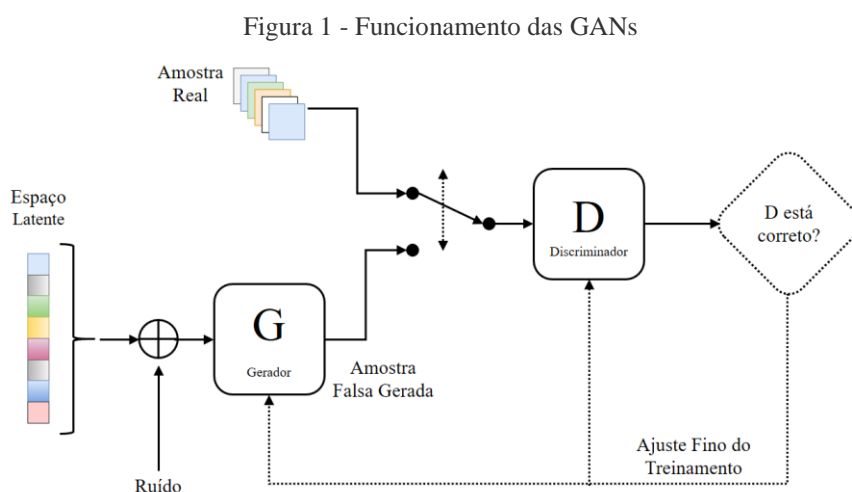 Figura 1 - Funcionamento das GANs
Amostra
Real
Espaço
Latente
D
Discriminador
D está
correto?
G
Gerador
Amostra
Falsa Gerada
Ajuste Fino do
Treinamento
Ruído